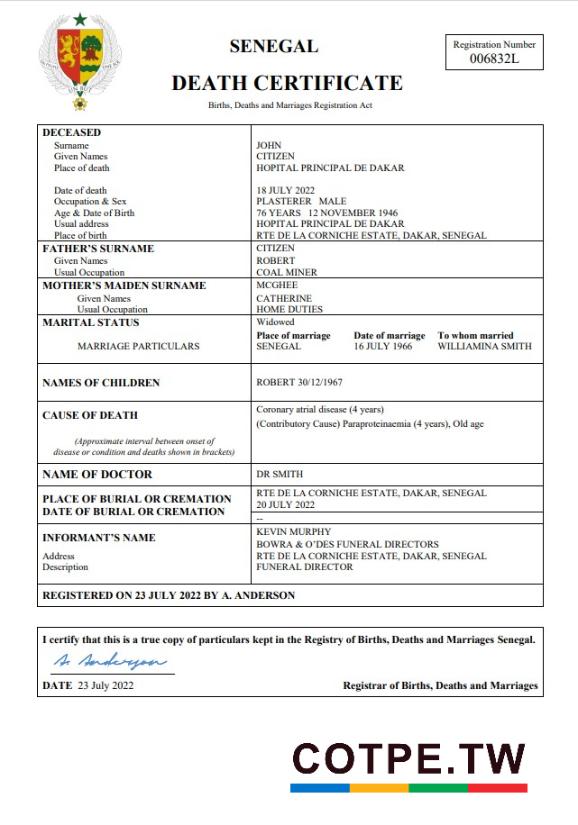 SENEGAL
DEATH CERTIFICATE
Births, Deaths and Marriages Registration Act
Registration Number
006832L
DECEASED
Surname JOHN
Given Names CITIZEN
Place of death HOPITAL PRINCIPAL DE DAKAR
Date of death 18 JULY 2022
Occupation & Sex PLASTERER MALE
Age & Date of Birth 76 YEARS 12 NOVEMBER 1946
Usual address HOPITAL PRINCIPAL DE DAKAR
Place of birth RTE DE LA CORNICHE ESTATE, DAKAR, SENEGAL
FATHER'S SURNAME CITIZEN
Given Names ROBERT
Usual Occupation COAL MINER
MOTHER'S MAIDEN SURNAME MCGHEE
Given Names CATHERINE
Usual Occupation HOME DUTIES
MARITAL STATUS Widowed
Place of marriage Date of marriage To whom married
MARRIAGE PARTICULARS SENEGAL 16 JULY 1966 WILLIAMINA SMITH
NAMES OF CHILDREN ROBERT 30/12/1967
CAUSE OF DEATH Coronary atrial disease (4 years)
(Contributory Cause) Paraproteinaemia (4 years), Old age
(Approximate interval between onset of
disease or condition and deaths shown in brackets)
NAME OF DOCTOR DR SMITH
PLACE OF BURIAL OR CREMATION RTE DE LA CORNICHE ESTATE, DAKAR, SENEGAL
DATE OF BURIAL OR CREMATION 20 JULY 2022
--
INFORMANT'S NAME KEVIN MURPHY
BOWRA & O'DES FUNERAL DIRECTORS
Address RTE DE LA CORNICHE ESTATE, DAKAR, SENEGAL
Description FUNERAL DIRECTOR
REGISTERED ON 23 JULY 2022 BY A. ANDERSON
I certify that this is a true copy of particulars kept in the Registry of Births, Deaths and Marriages Senegal.
A. Anderson
DATE 23 July 2022 Registrar of Births, Deaths and Marriages
COTPE.TW